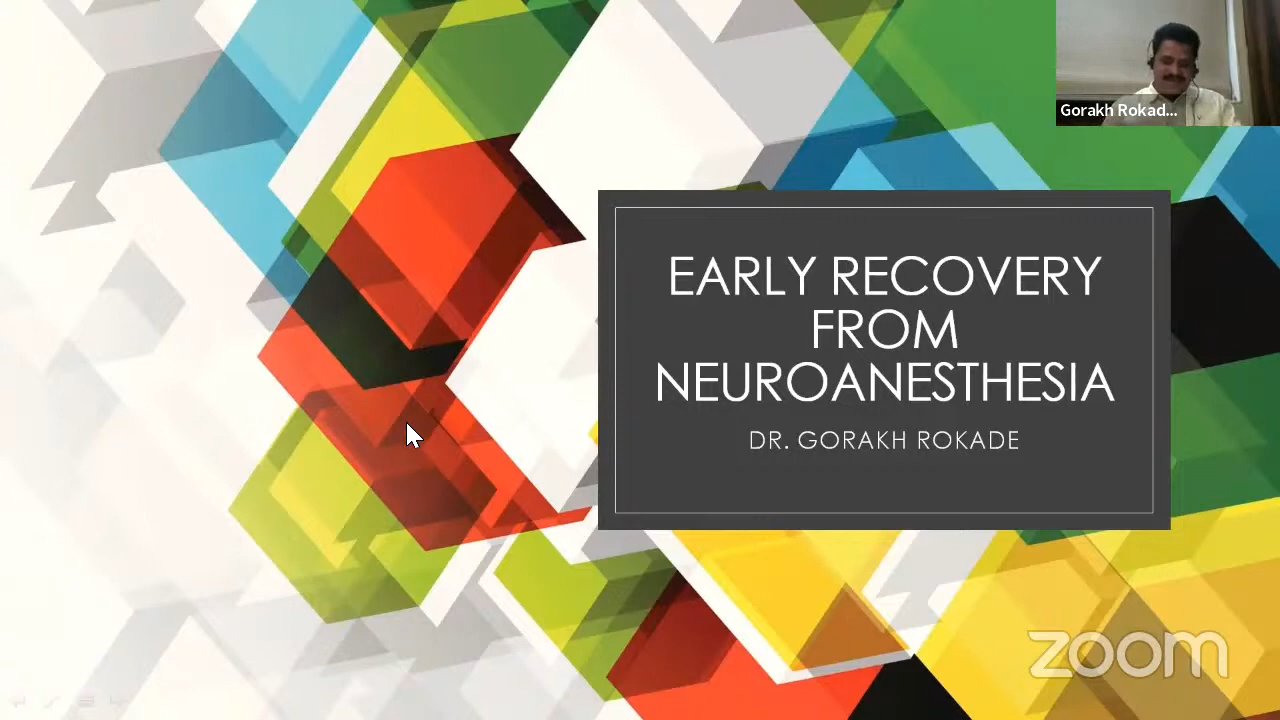 Gorakh Rokad...
EARLY RECOVERY
FROM
NEUROANESTHESIA
DR. GORAKH ROKADE
zoom